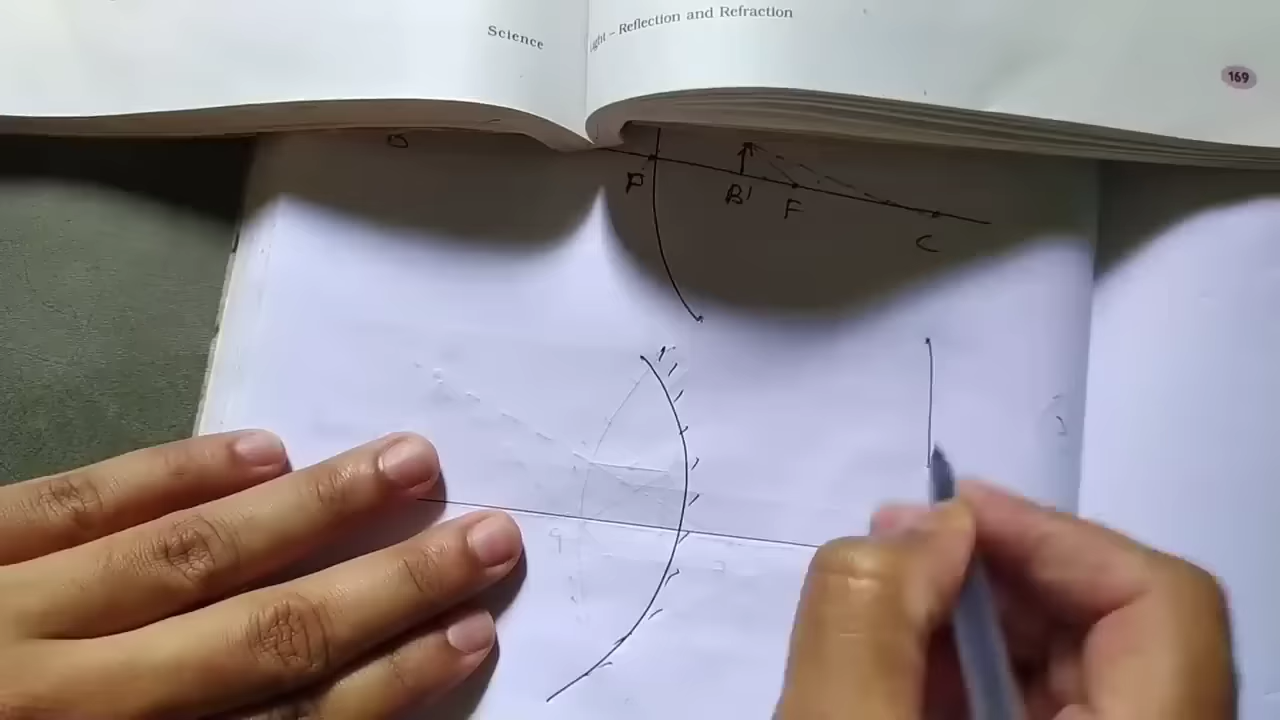 Science
Light – Reflection and Refraction
169
P
B'
F
C